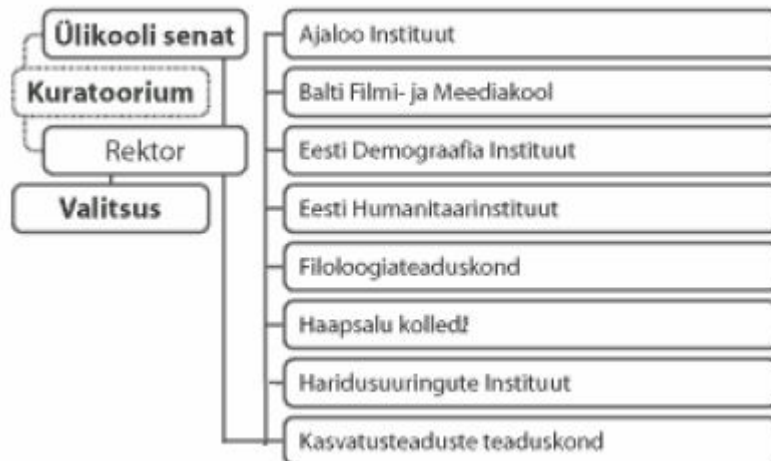 Ülikooli senat
Kuratoorium
Rektor
Valitsus
Ajaloo Instituut
Balti Filmi- ja Meediakool
Eesti Demograafia Instituut
Eesti Humanitaarinstituut
Filoloogiateaduskond
Haapsalu kolled!
Haridusuuringute Instituut
Kasvatusteaduste teaduskond